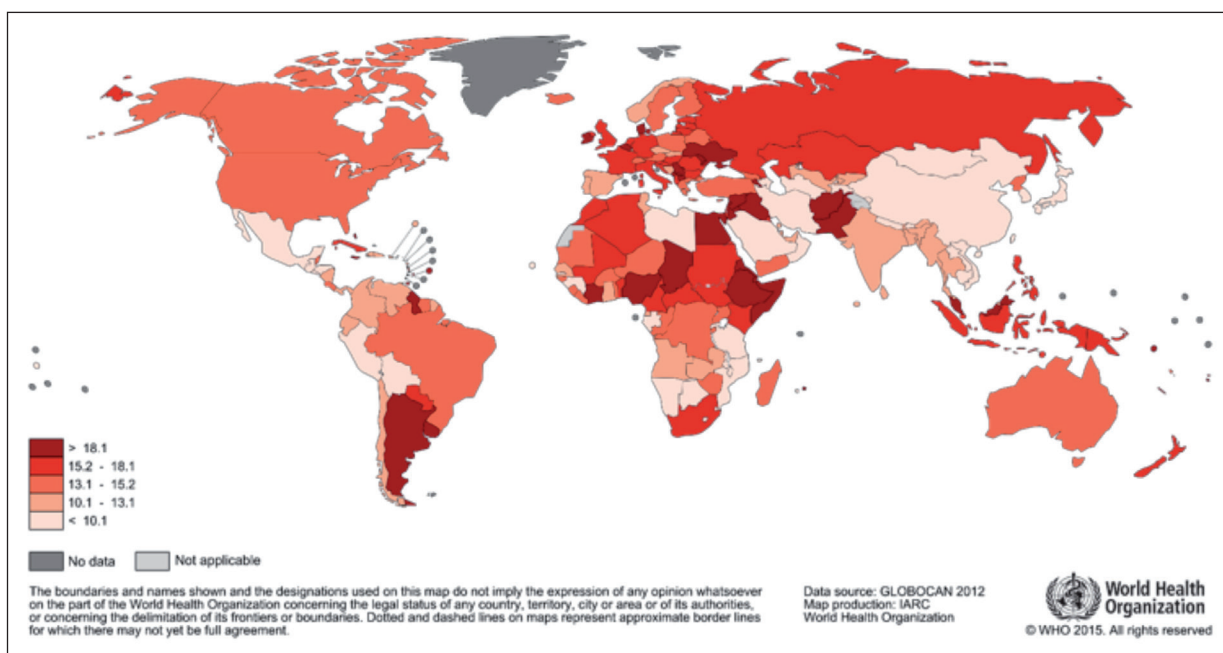 > 18.1
15.2 - 18.1
13.1 - 15.2
10.1 - 13.1
< 10.1
No data
Not applicable
The boundaries and names shown and the designations used on this map do not imply the expression of any opinion whatsoever
on the part of the World Health Organization concerning the legal status of any country, territory, city or area or of its authorities,
or concerning the delimitation of its frontiers or boundaries. Dotted and dashed lines on maps represent approximate border lines
for which there may not yet be full agreement.
Data source: GLOBOCAN 2012
Map production: IARC
World Health Organization
World Health
Organization
© WHO 2015. All rights reserved